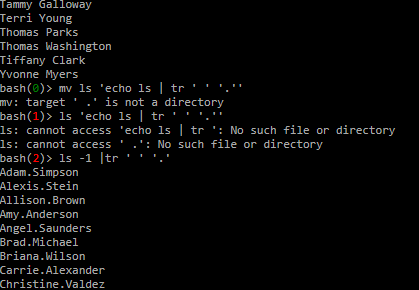 Tammy Galloway
Terri Young
Thomas Parks
Thomas Washington
Tiffany Clark
Yvonne Myers
bash(0)> mv ls 'echo ls | tr ' ' '.''
mv: target ' .' is not a directory
bash(1)> ls 'echo ls | tr ' ' '.''
ls: cannot access 'echo ls | tr ': No such file or directory
ls: cannot access ' .': No such file or directory
bash(2)> ls -1 |tr ' ' '.'
Adam.Simpson
Alexis.Stein
Allison.Brown
Amy.Anderson
Angel.Saunders
Brad.Michael
Briana.Wilson
Carrie.Alexander
Christine.Valdez